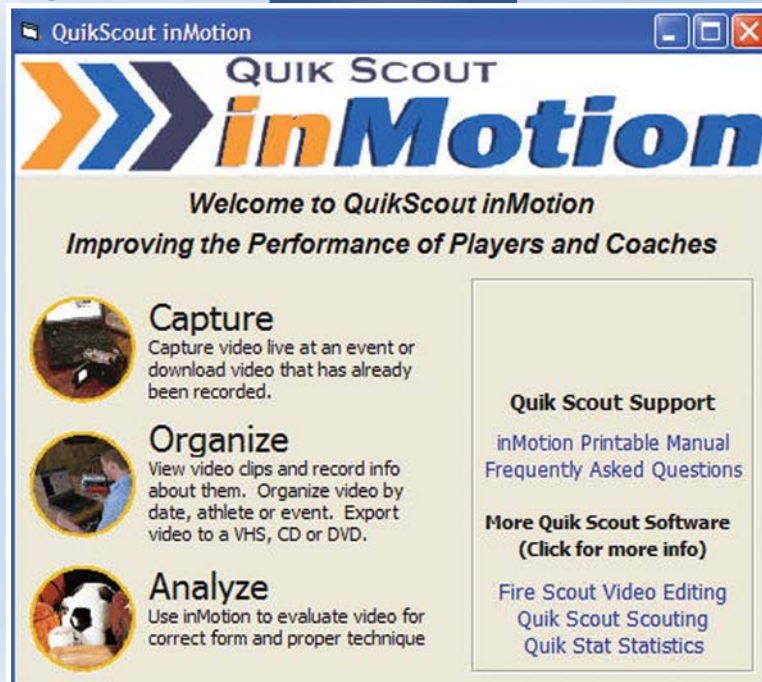 QuikScout inMotion
QUIK SCOUT
inMotion
Welcome to QuikScout inMotion
Improving the Performance of Players and Coaches
Capture
Capture video live at an event or
download video that has already
been recorded.
Organize
View video clips and record info
about them. Organize video by
date, athlete or event. Export
video to a VHS, CD or DVD.
Analyze
Use inMotion to evaluate video for
correct form and proper technique
Quik Scout Support
inMotion Printable Manual
Frequently Asked Questions
More Quik Scout Software
(Click for more info)
Fire Scout Video Editing
Quik Scout Scouting
Quik Stat Statistics